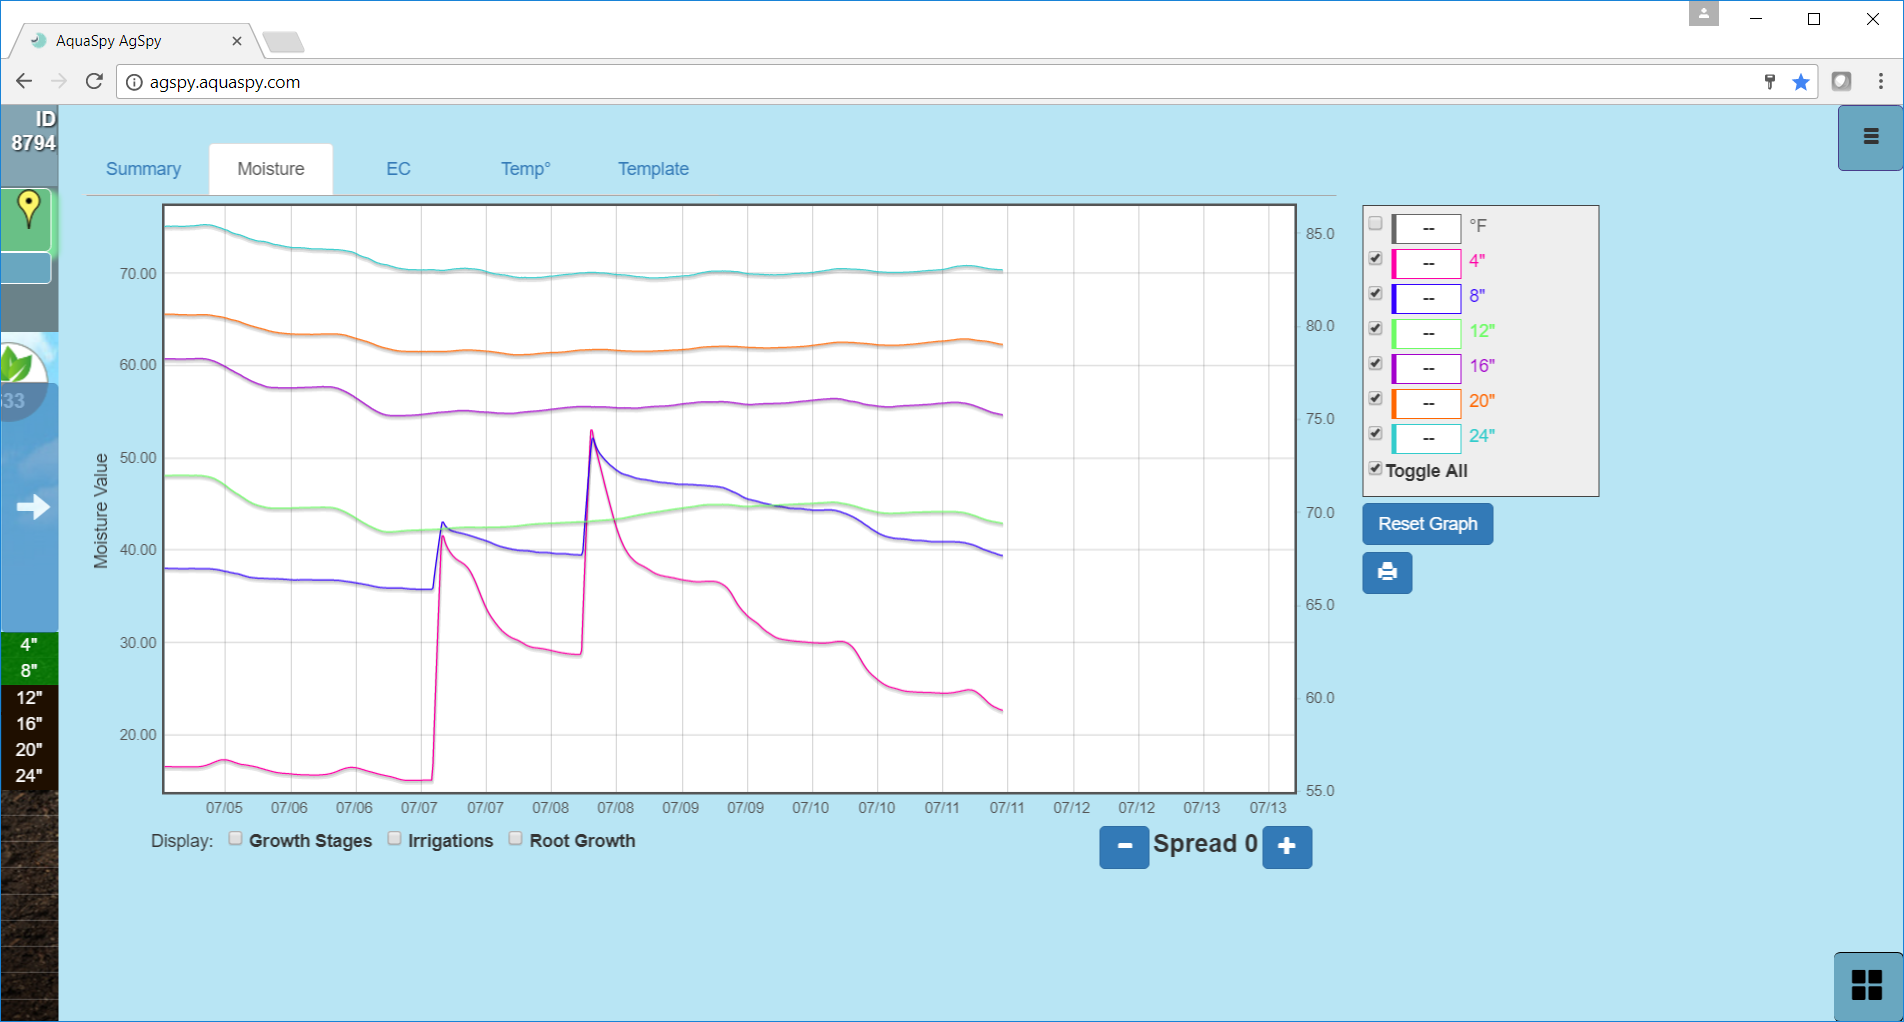 AquaSpy AgSpy
agspy.aquaspy.com
ID
8794
Summary Moisture EC Temp° Template
Moisture Value
70.00
60.00
50.00
40.00
30.00
20.00
85.0
80.0
75.0
70.0
65.0
60.0
55.0
07/05 07/06 07/06 07/07 07/07 07/08 07/08 07/09 07/09 07/10 07/10 07/11 07/11 07/12 07/12 07/13 07/13
-- °F
-- 4"
-- 8"
-- 12"
-- 16"
-- 20"
-- 24"
Toggle All
Reset Graph
33
4"
8"
12"
16"
20"
24"
Display: Growth Stages Irrigations Root Growth
Spread 0